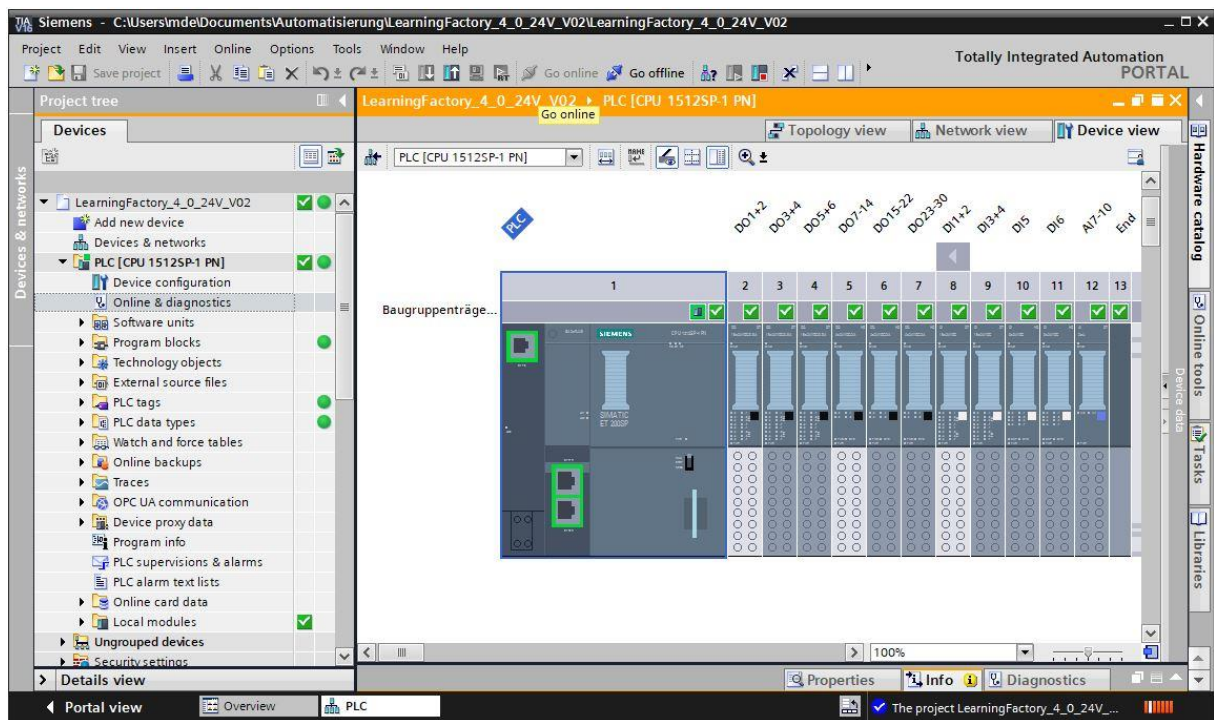 TIA V16 Siemens - C:\Users\mde\Documents\Automatisierung\LearningFactory_4_0_24V_V02\LearningFactory_4_0_24V_V02
Project Edit View Insert Online Options Tools Window Help
Totally Integrated Automation
PORTAL
Save project Go online Go offline
Project tree
LearningFactory_4_0_24V_V02 PLC [CPU 1512SP-1 PN]
Go online
Devices
Topology view Network view Device view
PLC [CPU 1512SP-1 PN]
Devices & networks
LearningFactory_4_0_24V_V02
Add new device
Devices & networks
PLC [CPU 1512SP-1 PN]
Device configuration
Online & diagnostics
Software units
Program blocks
Technology objects
External source files
PLC tags
PLC data types
Watch and force tables
Online backups
Traces
OPC UA communication
Device proxy data
Program info
PLC supervisions & alarms
PLC alarm text lists
Online card data
Local modules
Ungrouped devices
Security settings
Details view
PLC DO1+2 DO3+4 DO5+6 DO7-14 DO15-22 DO23-30 DI1+2 DI3+4 DI5 DI6 AI7-10 End
1 2 3 4 5 6 7 8 9 10 11 12 13
Baugruppenträge...
SIEMENS
SIMATIC
ET 200SP
100%
Device data
Hardware catalog
Online tools
Tasks
Libraries
Properties Info Diagnostics
Portal view Overview PLC The project LearningFactory_4_0_24V_...